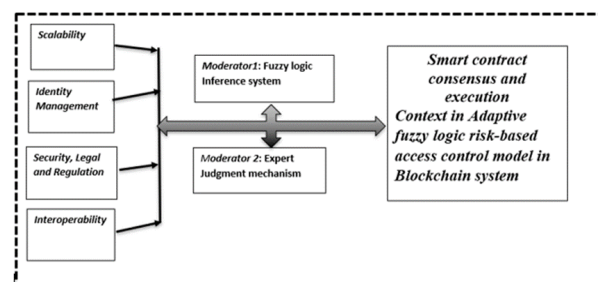 Scalability
Identity
Management
Security, Legal
and Regulation
Interoperability
Moderator1: Fuzzy logic
Inference system
Moderator 2: Expert
Judgment mechanism
Smart contract
consensus and
execution
Context in Adaptive
fuzzy logic risk-based
access control model in
Blockchain system